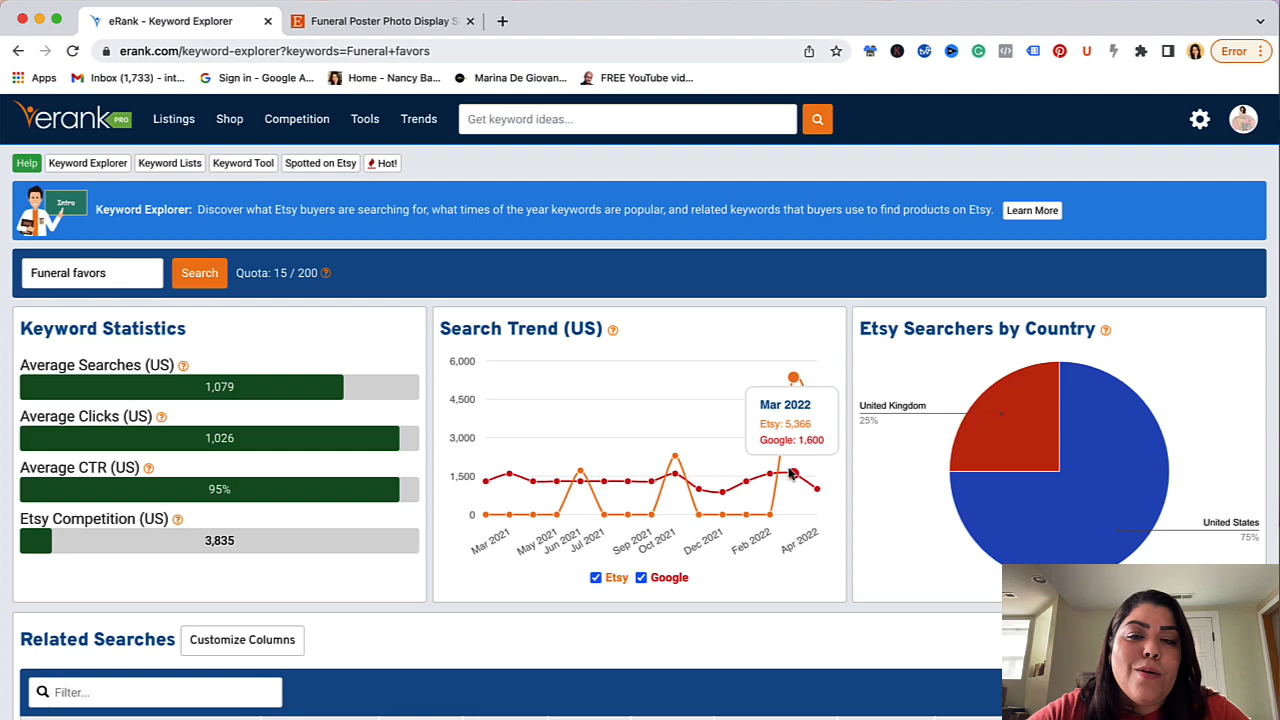 eRank - Keyword Explorer
Funeral Poster Photo Display S
erank.com/keyword-explorer?keywords=Funeral+favors
Error
Apps
Inbox (1,733) - int...
Sign in - Google A...
Home - Nancy Ba...
Marina De Giovan...
FREE YouTube vid...
erank PRO
Listings
Shop
Competition
Tools
Trends
Get keyword ideas...
Help
Keyword Explorer
Keyword Lists
Keyword Tool
Spotted on Etsy
Hot!
Intro
Keyword Explorer: Discover what Etsy buyers are searching for, what times of the year keywords are popular, and related keywords that buyers use to find products on Etsy.
Learn More
Funeral favors
Search
Quota: 15 / 200
Keyword Statistics
Average Searches (US)
1,079
Average Clicks (US)
1,026
Average CTR (US)
95%
Etsy Competition (US)
3,835
Search Trend (US)
6,000
4,500
3,000
1,500
0
Mar 2022
Etsy: 5,366
Google: 1,600
Mar 2021
May 2021
Jun 2021
Jul 2021
Sep 2021
Oct 2021
Dec 2021
Feb 2022
Apr 2022
Etsy
Google
Etsy Searchers by Country
United Kingdom
25%
United States
75%
Related Searches
Customize Columns
Filter...